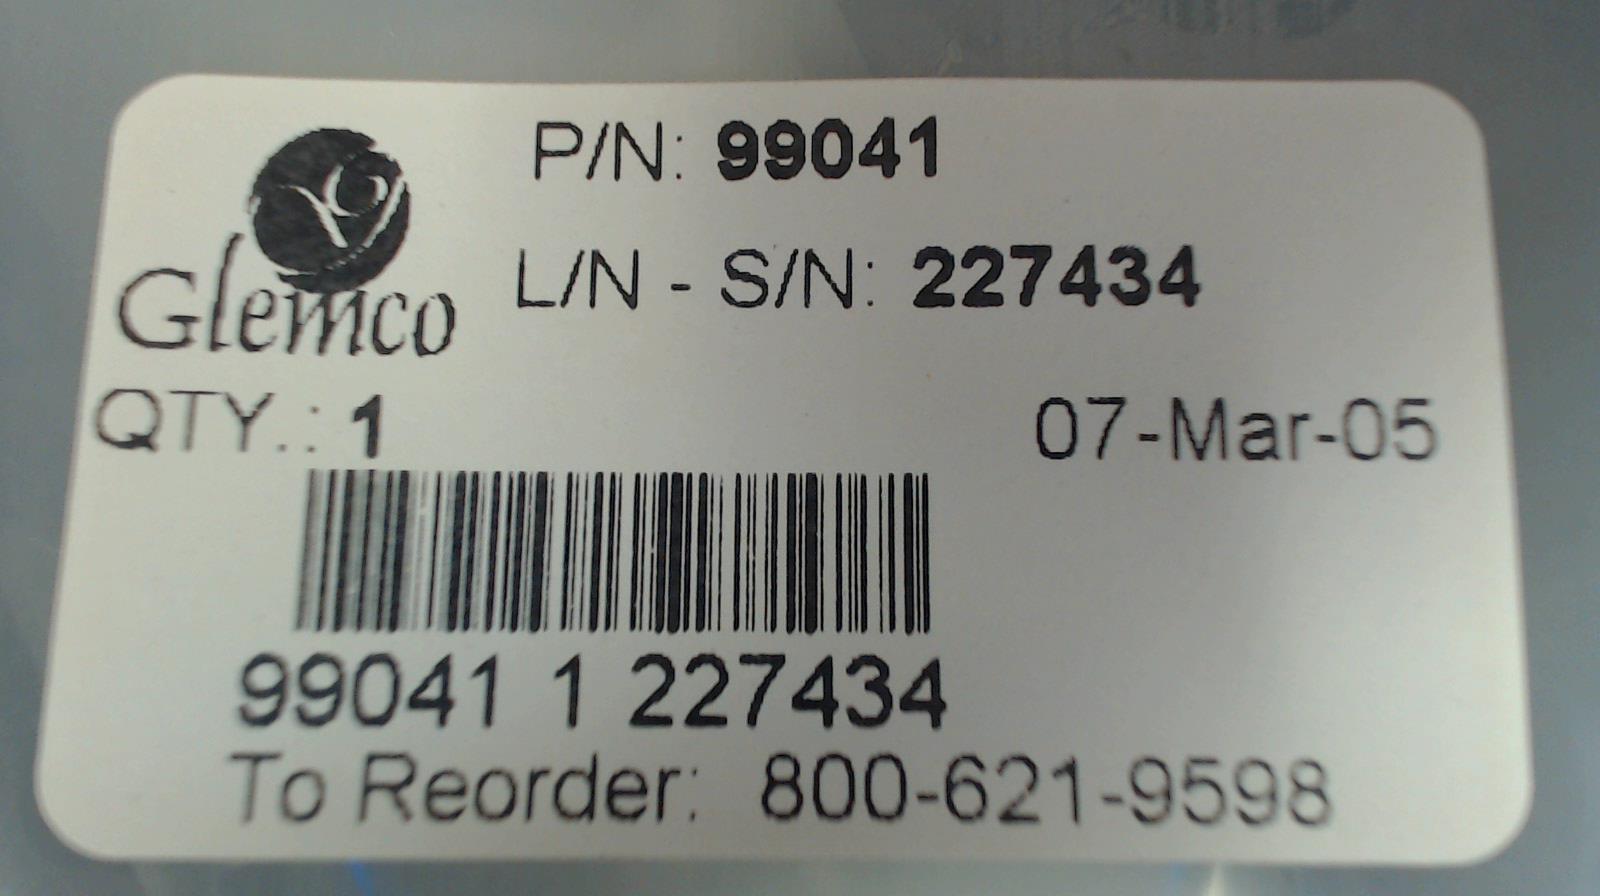 P/N: 99041
Glemco
L/N - S/N: 227434
QTY.: 1
07-Mar-05
99041 1 227434
To Reorder: 800-621-9598